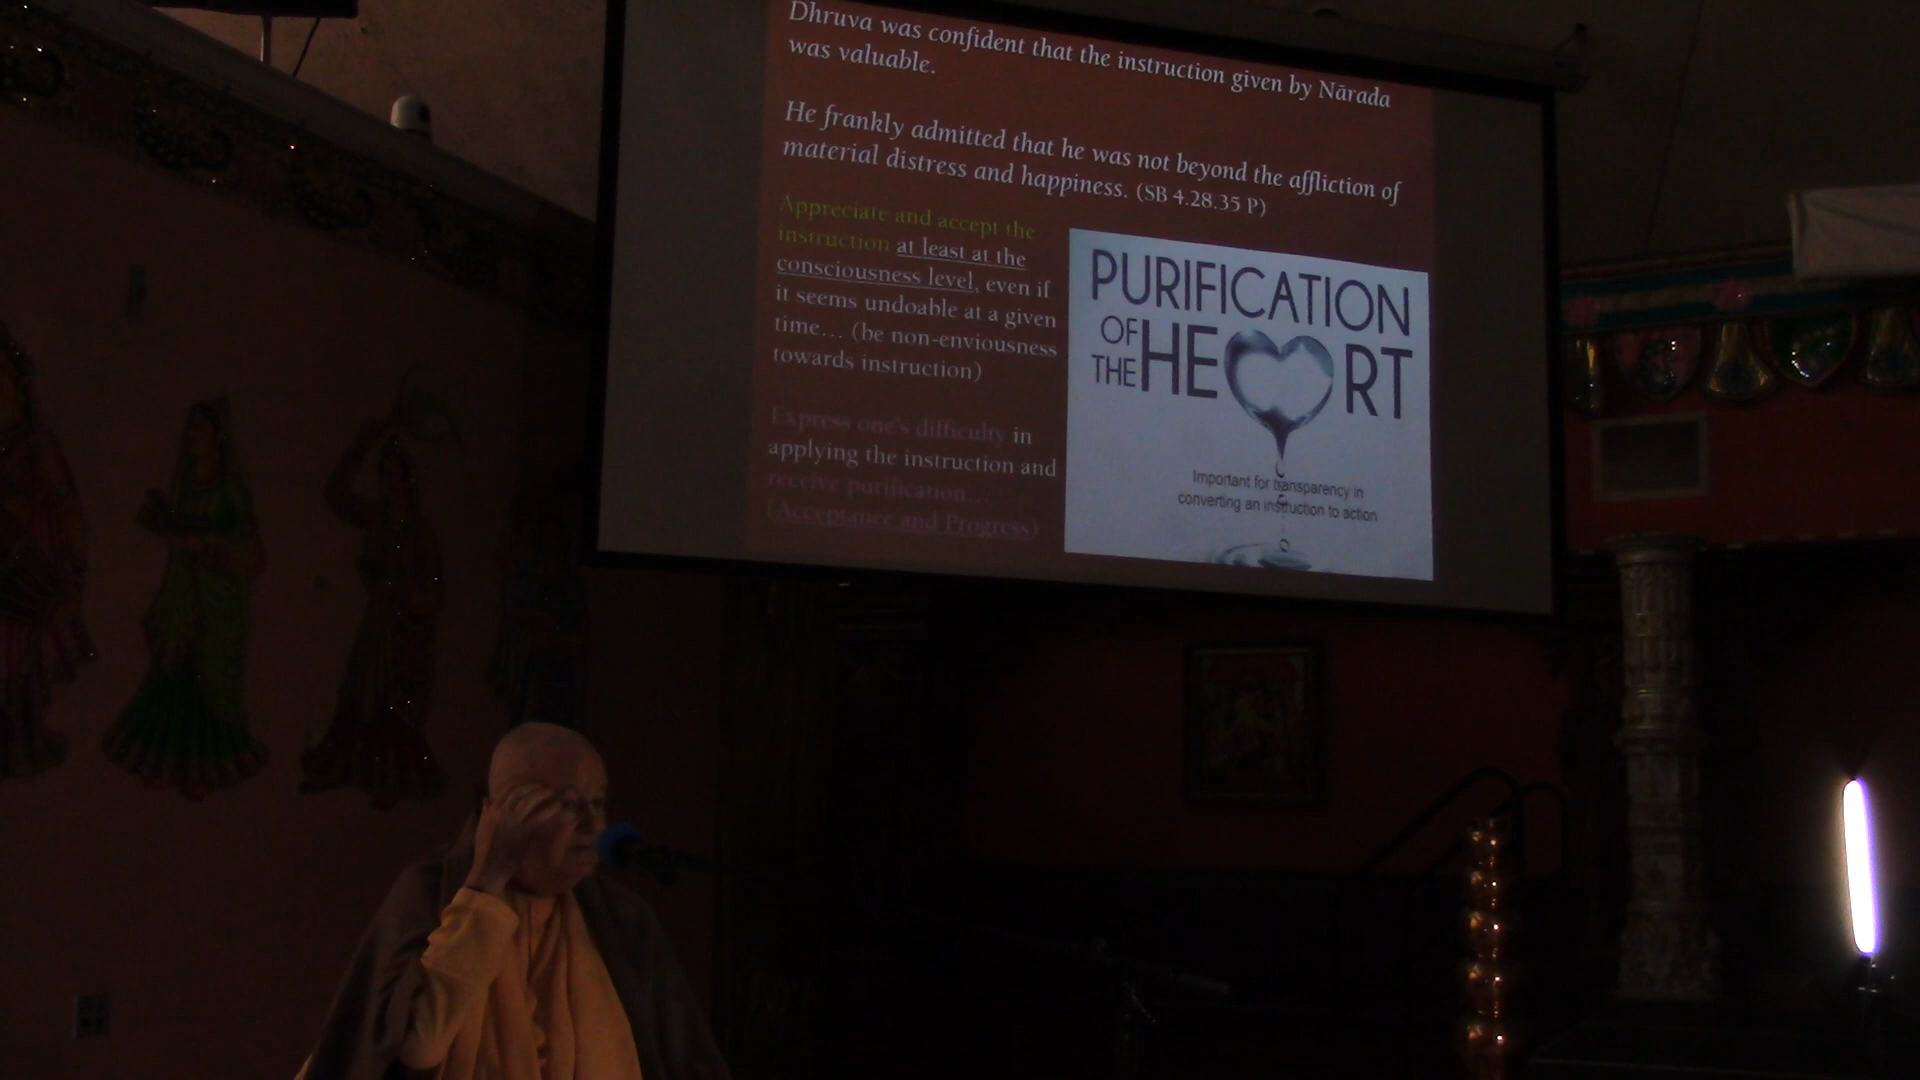 Dhruva was confident that the instruction given by Nārada
was valuable.
He frankly admitted that he was not beyond the affliction of
material distress and happiness. (SB 4.28.35 P)
Appreciate and accept the
instruction at least at the
consciousness level, even if
it seems undoable at a given
time... (be non-enviousness
towards instruction)
Express one's difficulty in
applying the instruction and
receive purification...
(Acceptance and Progress)
PURIFICATION
OF
THE HEART
Important for transparency in
converting an instruction to action